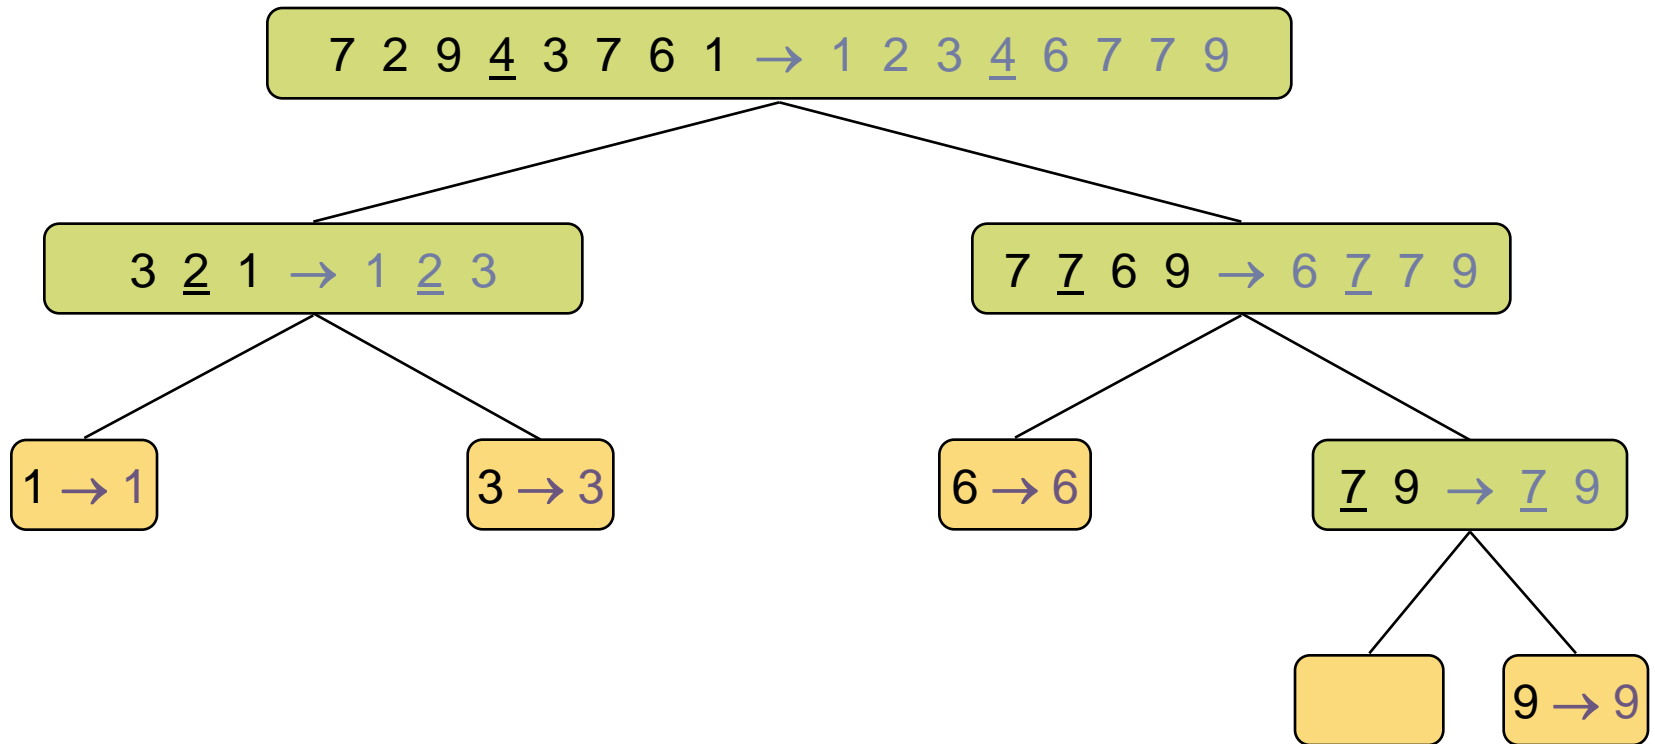 7 2 9 4 3 7 6 1 → 1 2 3 4 6 7 7 9
3 2 1 → 1 2 3
7 7 6 9 → 6 7 7 9
1 → 1
3 → 3
6 → 6
7 9 → 7 9
9 → 9